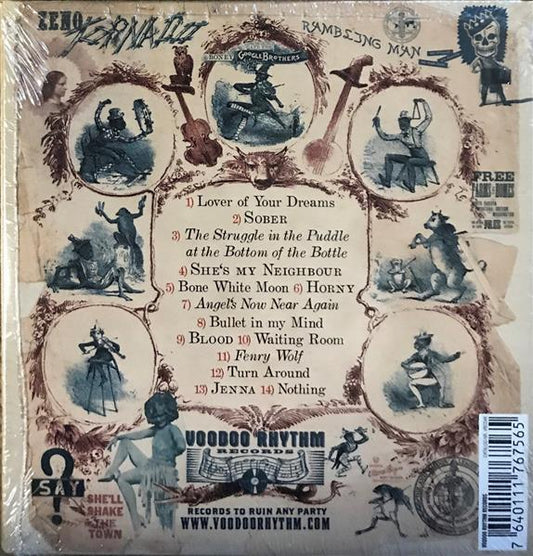 ZENO
TORNADO
RAMBLING MAN
BONEY GOOGLE BROTHERS
FREE
FARMS & HOMES
1) Lover of Your Dreams
2) SOBER
3) The Struggle in the Puddle
at the Bottom of the Bottle
4) SHE'S MY NEIGHBOUR
5) Bone White Moon 6) HORNY
7) Angel's Now Near Again
8) Bullet in my Mind
9) BLOOD 10) Waiting Room
11) Fenry Wolf
12) Turn Around
13) JENNA 14) Nothing
VOODOO RHYTHM
RECORDS
?
SAY
SHE'LL
SHAKE
THE
TOWN
RECORDS TO RUIN ANY PARTY
WWW.VOODOORHYTHM.COM
7 640111 767565